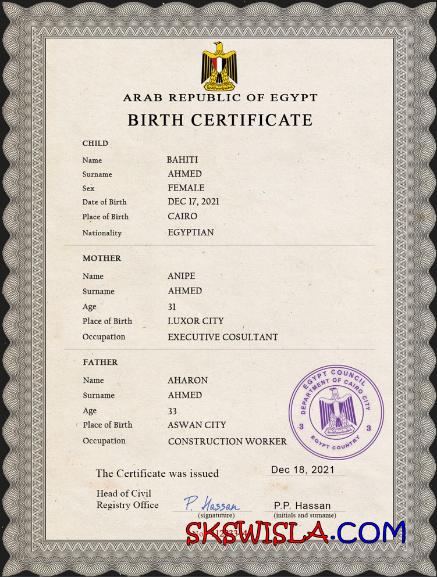 ARAB REPUBLIC OF EGYPT
BIRTH CERTIFICATE
CHILD
Name BAHITI
Surname AHMED
Sex FEMALE
Date of Birth DEC 17, 2021
Place of Birth CAIRO
Nationality EGYPTIAN
MOTHER
Name ANIPE
Surname AHMED
Age 31
Place of Birth LUXOR CITY
Occupation EXECUTIVE COSULTANT
FATHER
Name AHARON
Surname AHMED
Age 33
Place of Birth ASWAN CITY
Occupation CONSTRUCTION WORKER
EGYPT COUNCIL
DEPARTMENT OF CAIRO CITY
3 3
EGYPT COUNTRY
The Certificate was issued Dec 18, 2021
Head of Civil
Registry Office P. Hassan P.P. Hassan
(signature) (initials and surname)
SKSWISLA.COM